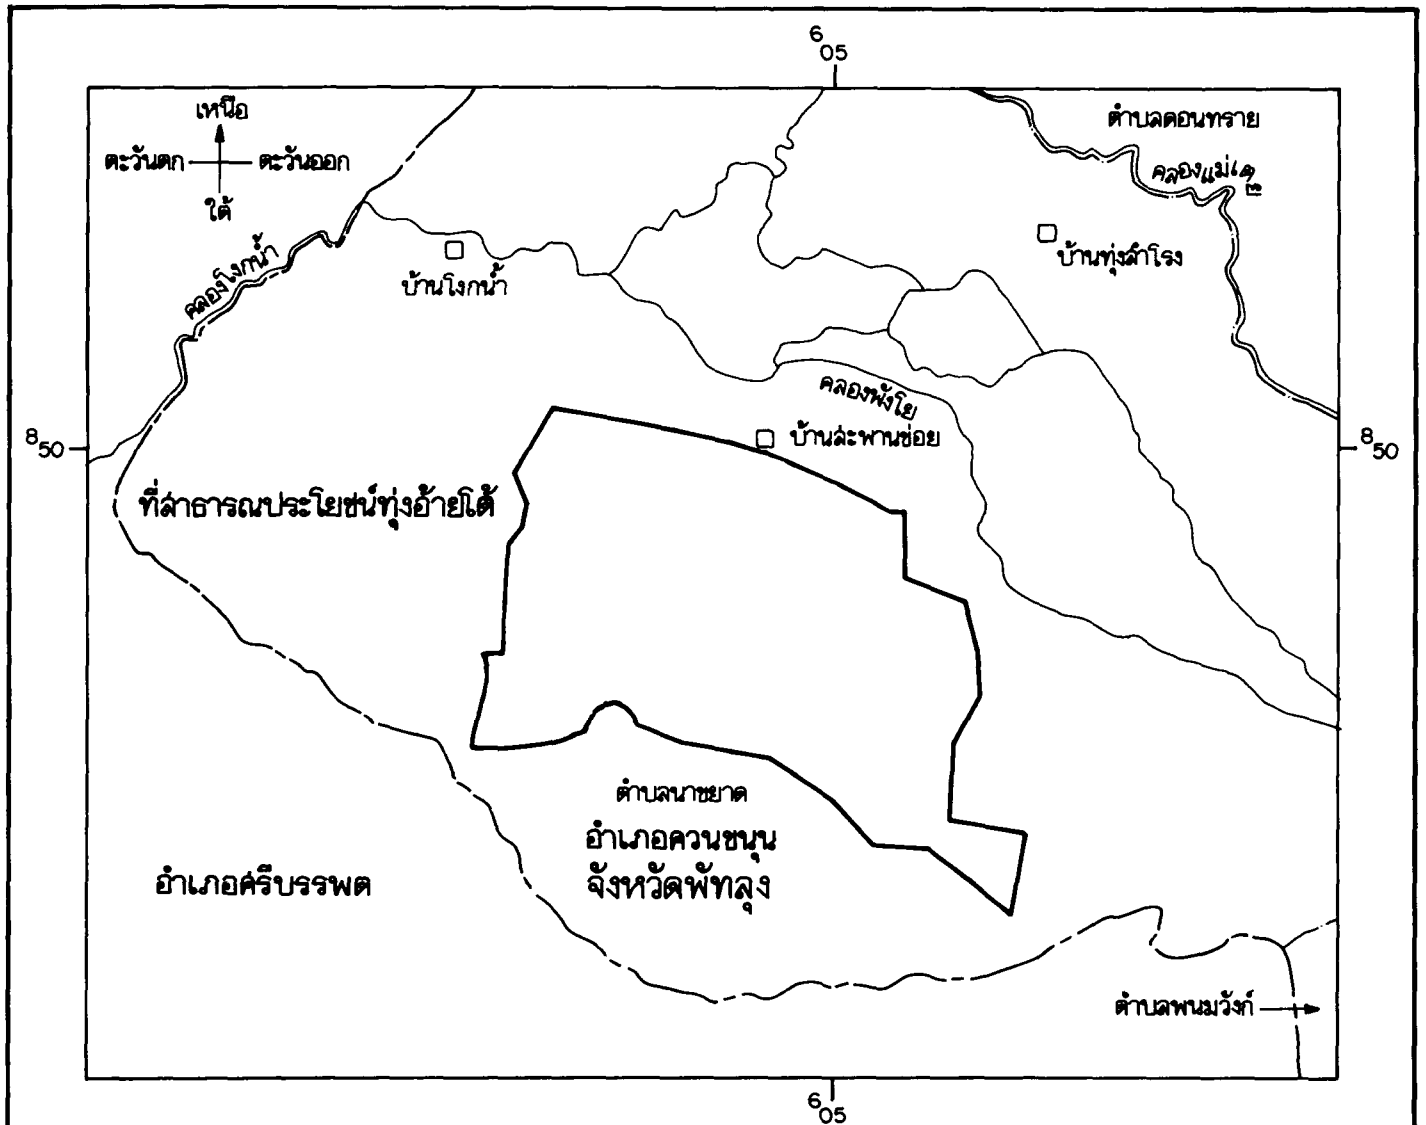 6 05
เหนือ
ตะวันตก ตะวันออก
ใต้
ตำบลดอนทราย
คลองแม่เตย
คลองโงกน้ำ
บ้านโงกน้ำ
บ้านทุ่งสำโรง
คลองพังโย
8 50
บ้านสะพานข่อย
8 50
ที่สาธารณประโยชน์ทุ่งอ้ายโต้
ตำบลนาขยาด
อำเภอควนขนุน
จังหวัดพัทลุง
อำเภอศรีบรรพต
ตำบลพนมวังก์
6 05